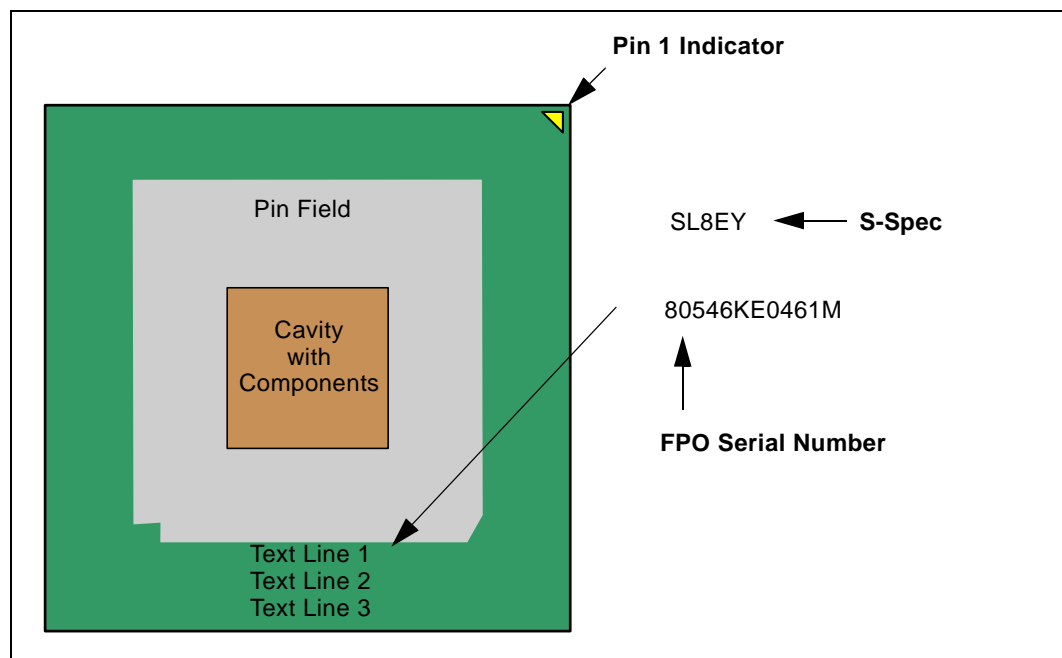 Pin 1 Indicator
Pin Field
SL8EY
S-Spec
80546KE0461M
Cavity
with
Components
FPO Serial Number
Text Line 1
Text Line 2
Text Line 3